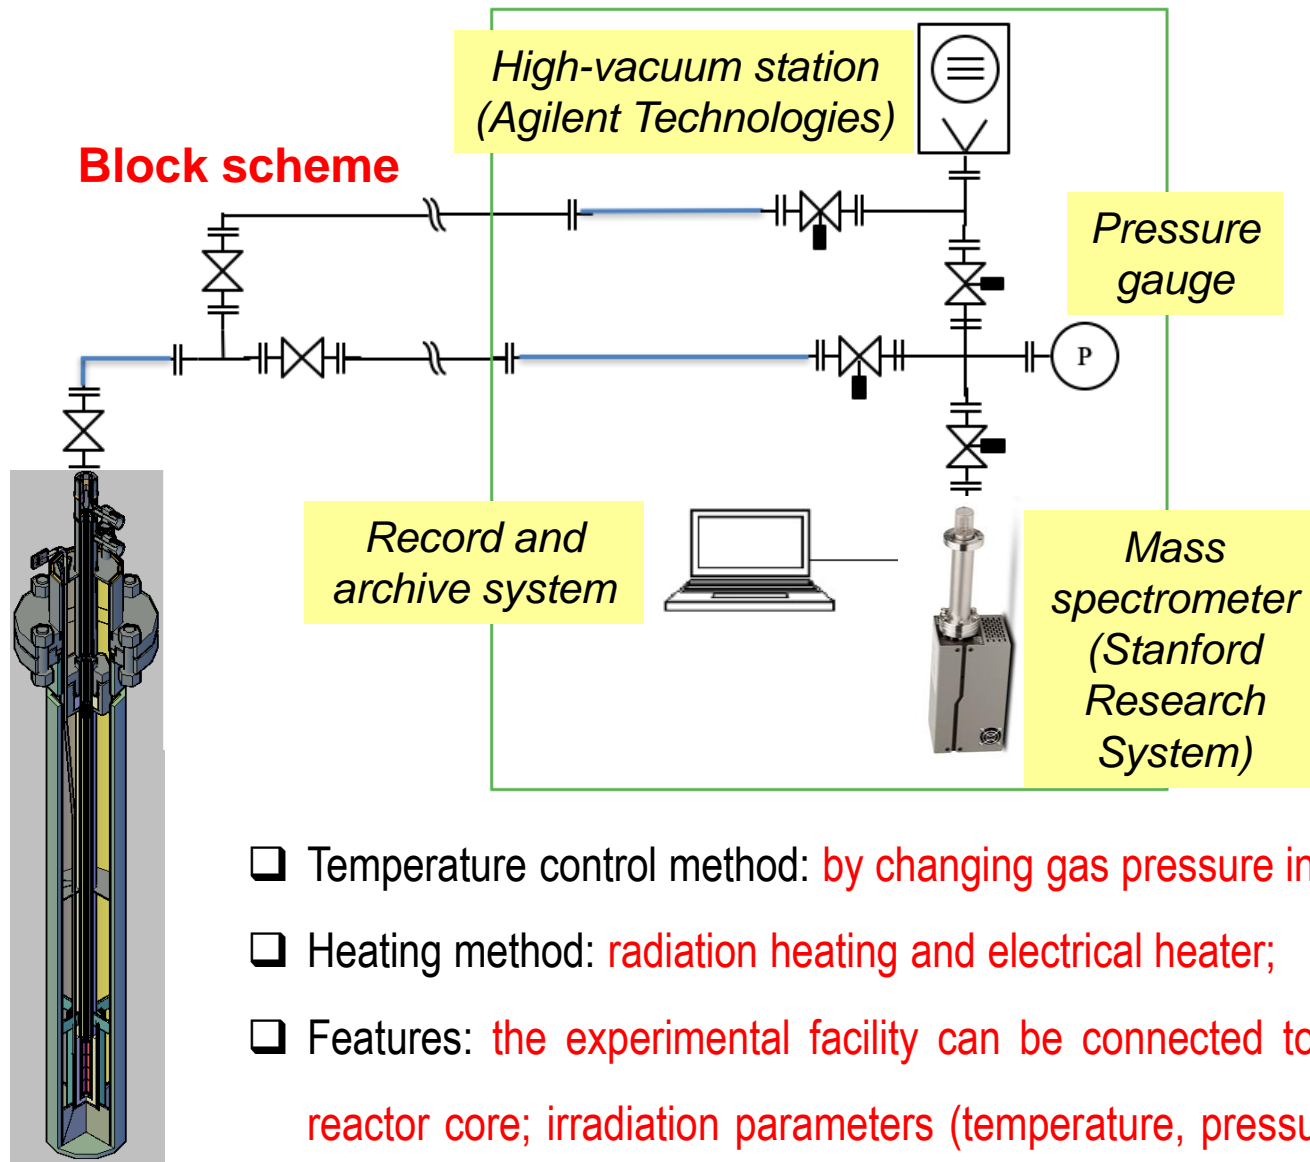 High-vacuum station
(Agilent Technologies)
Block scheme
Pressure
gauge
P
Record and
archive system
Mass
spectrometer
(Stanford
Research
System)
Temperature control method: by changing gas pressure in
Heating method: radiation heating and electrical heater;
Features: the experimental facility can be connected to
reactor core; irradiation parameters (temperature, pressu